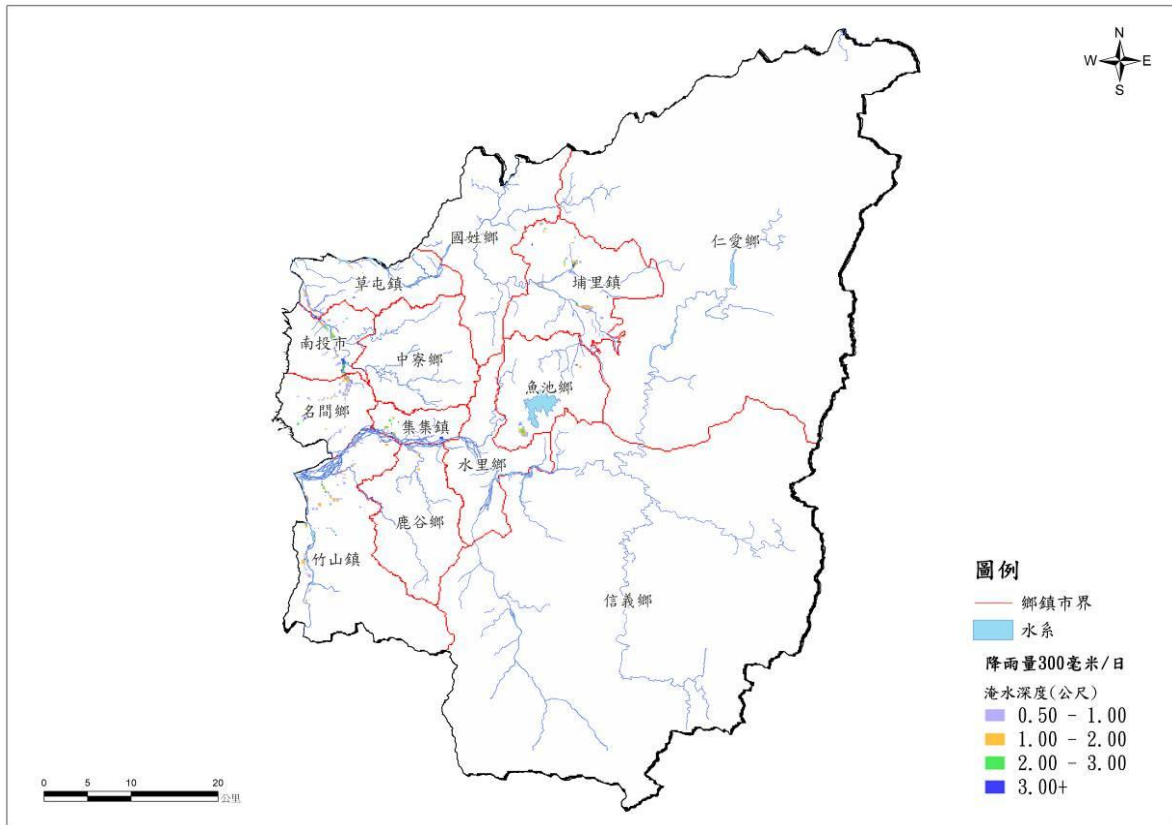 N
W E
S
國姓鄉
仁愛鄉
草屯鎮
埔里鎮
南投市
中寮鄉
魚池鄉
名間鄉
集集鎮
水里鄉
鹿谷鄉
竹山鎮
信義鄉
圖例
鄉鎮市界
水系
降雨量300毫米/日
淹水深度(公尺)
0.50 - 1.00
1.00 - 2.00
2.00 - 3.00
3.00+
0 5 10 20
公里